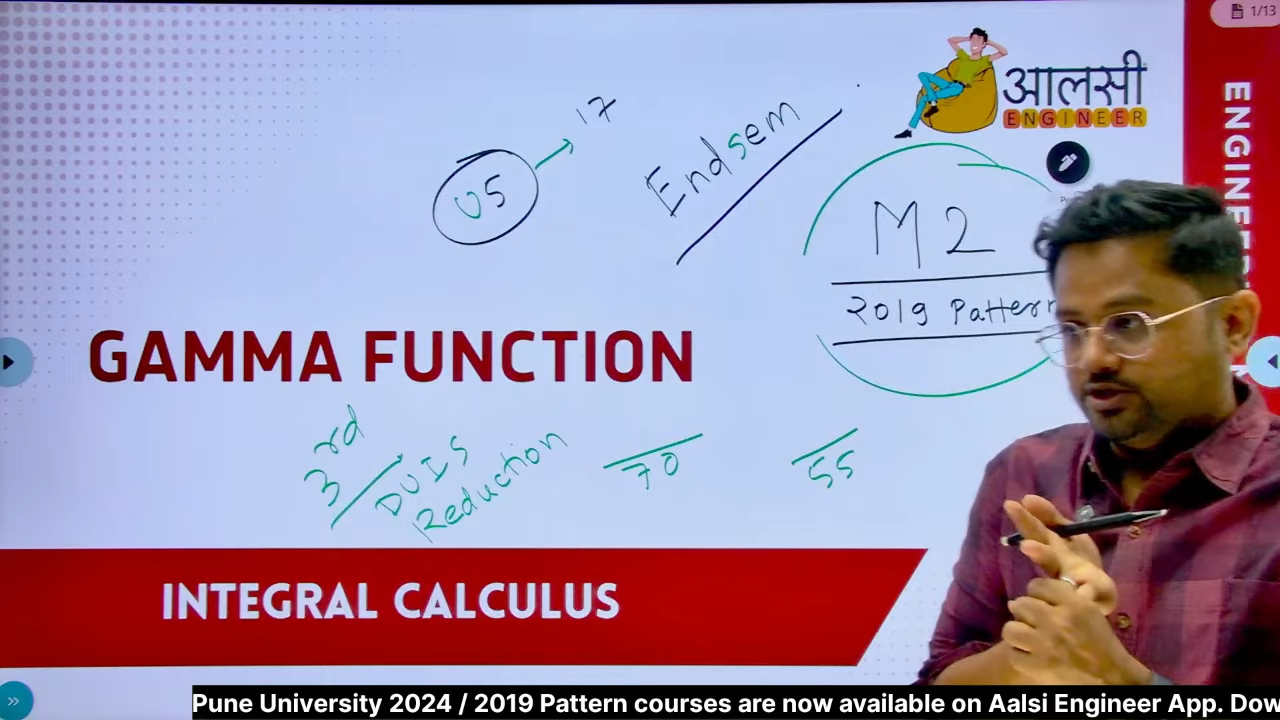 1/13
आलसी
ENGINEER
17
U5
Endsem
M2
2019 Pattern
GAMMA FUNCTION
3rd
DUIS
Reduction
70
55
INTEGRAL CALCULUS
Pune University 2024 / 2019 Pattern courses are now available on Aalsi Engineer App. Dow